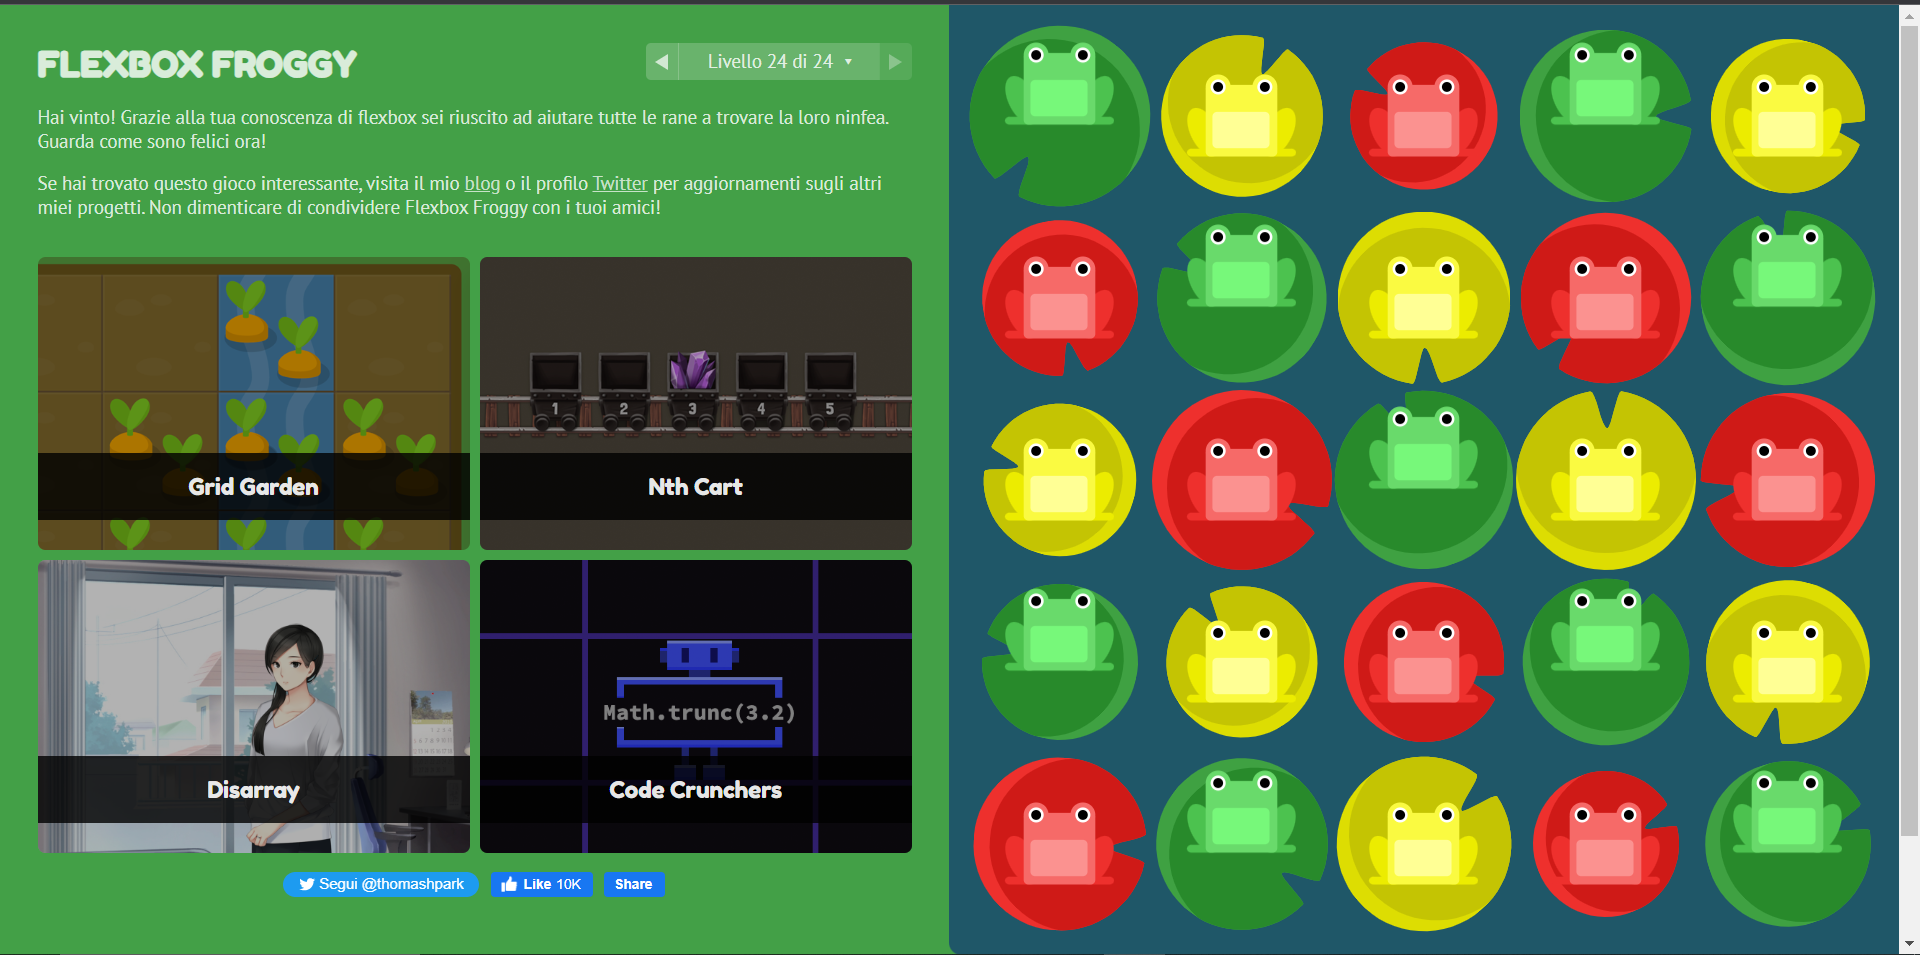 FLEXBOX FROGGY
Livello 24 di 24
Hai vinto! Grazie alla tua conoscenza di flexbox sei riuscito ad aiutare tutte le rane a trovare la loro ninfea.
Guarda come sono felici ora!
Se hai trovato questo gioco interessante, visita il mio blog o il profilo Twitter per aggiornamenti sugli altri
miei progetti. Non dimenticare di condividere Flexbox Froggy con i tuoi amici!
1 2 3 4 5
Grid Garden
Nth Cart
Math.trunc(3.2)
Disarray
Code Crunchers
Segui @thomashpark
Like 10K
Share